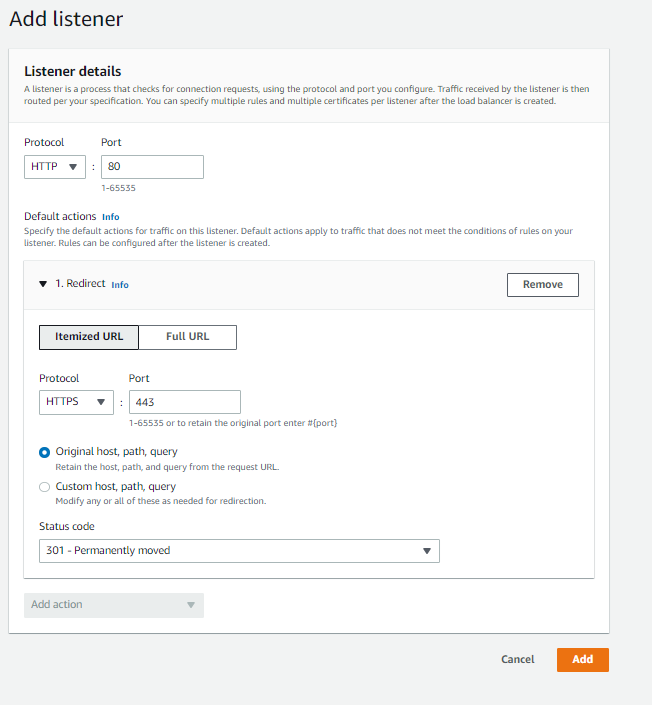 Add listener
Listener details
A listener is a process that checks for connection requests, using the protocol and port you configure. Traffic received by the listener is then
routed per your specification. You can specify multiple rules and multiple certificates per listener after the load balancer is created.
Protocol Port
HTTP : 80
1-65535
Default actions Info
Specify the default actions for traffic on this listener. Default actions apply to traffic that does not meet the conditions of rules on your
listener. Rules can be configured after the listener is created.
1. Redirect Info Remove
Itemized URL Full URL
Protocol Port
HTTPS : 443
1-65535 or to retain the original port enter #{port}
Original host, path, query
Retain the host, path, and query from the request URL.
Custom host, path, query
Modify any or all of these as needed for redirection.
Status code
301 - Permanently moved
Add action
Cancel Add